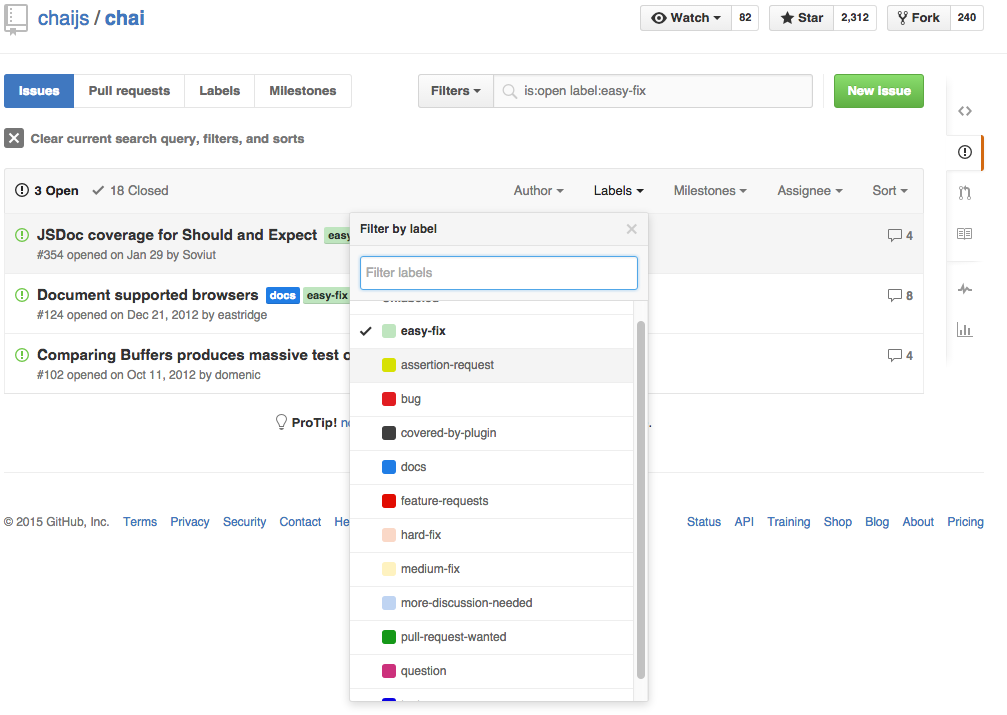 chaijs / chai
Watch 82 Star 2,312 Fork 240
Issues Pull requests Labels Milestones Filters is:open label:easy-fix New Issue
Clear current search query, filters, and sorts
3 Open 18 Closed Author Labels Milestones Assignee Sort
JSDoc coverage for Should and Expect easy 4
#354 opened on Jan 29 by Soviut
Document supported browsers docs easy-fix 8
#124 opened on Dec 21, 2012 by eastridge
Comparing Buffers produces massive test o 4
#102 opened on Oct 11, 2012 by domenic
Filter by label
Filter labels
easy-fix
assertion-request
bug
covered-by-plugin
docs
feature-requests
hard-fix
medium-fix
more-discussion-needed
pull-request-wanted
question
ProTip! no .
© 2015 GitHub, Inc. Terms Privacy Security Contact He Status API Training Shop Blog About Pricing